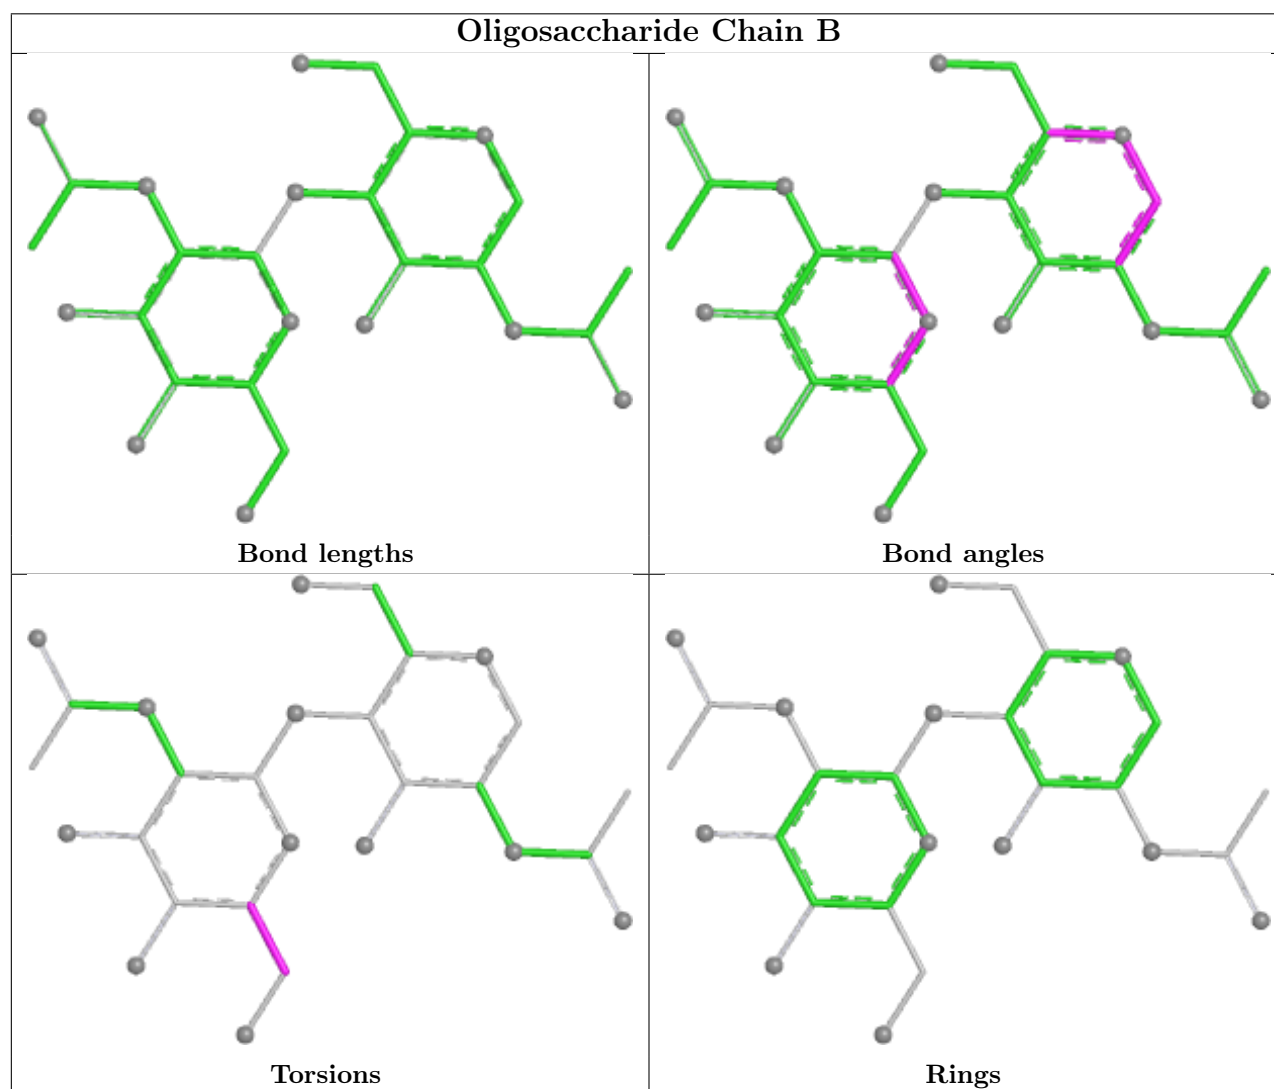 Oligosaccharide Chain B
Bond lengths
Bond angles
Torsions
Rings